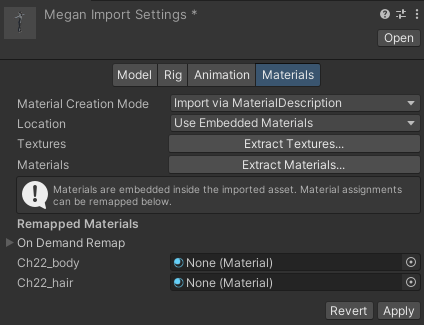 Megan Import Settings *
Open
Model Rig Animation Materials
Material Creation Mode Import via MaterialDescription
Location Use Embedded Materials
Textures Extract Textures...
Materials Extract Materials...
Materials are embedded inside the imported asset. Material assignments
can be remapped below.
Remapped Materials
On Demand Remap
Ch22_body None (Material)
Ch22_hair None (Material)
Revert Apply